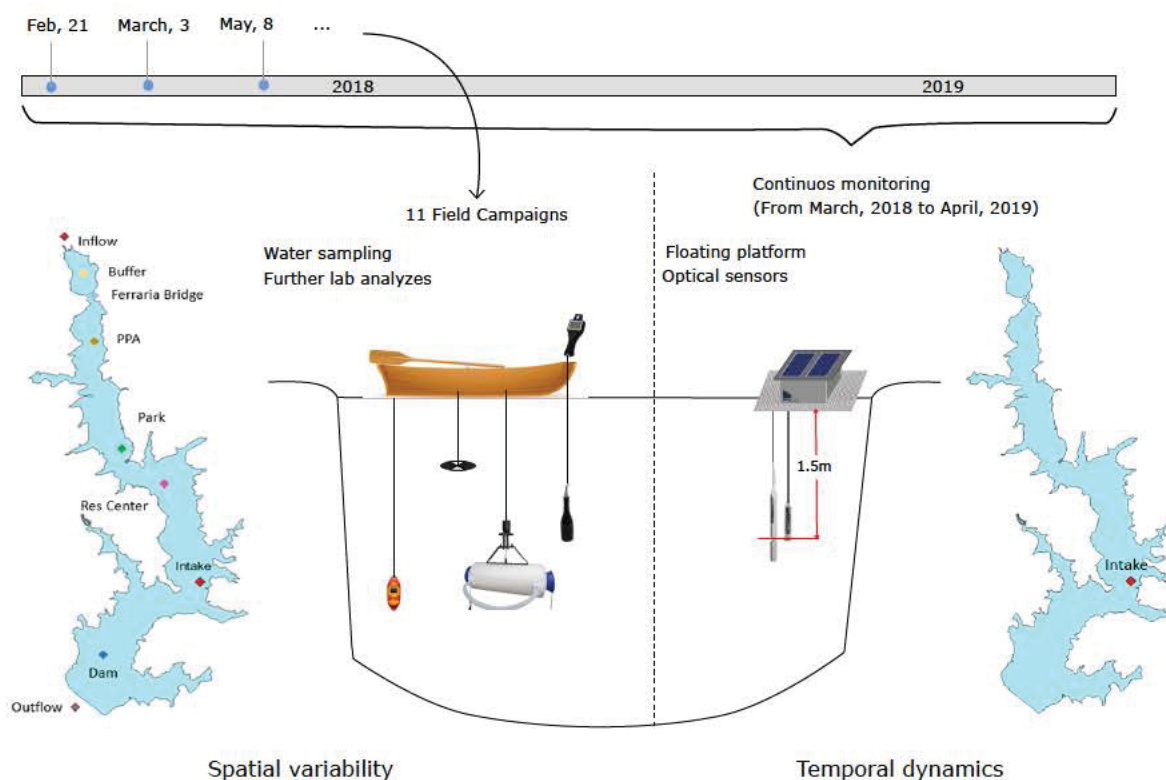 Feb, 21
March, 3
May, 8
...
2018
2019
11 Field Campaigns
Continuos monitoring
(From March, 2018 to April, 2019)
Water sampling
Further lab analyzes
Floating platform
Optical sensors
Inflow
Buffer
Ferraria Bridge
PPA
Park
Res Center
Intake
Dam
Outflow
1.5m
Intake
Spatial variability
Temporal dynamics